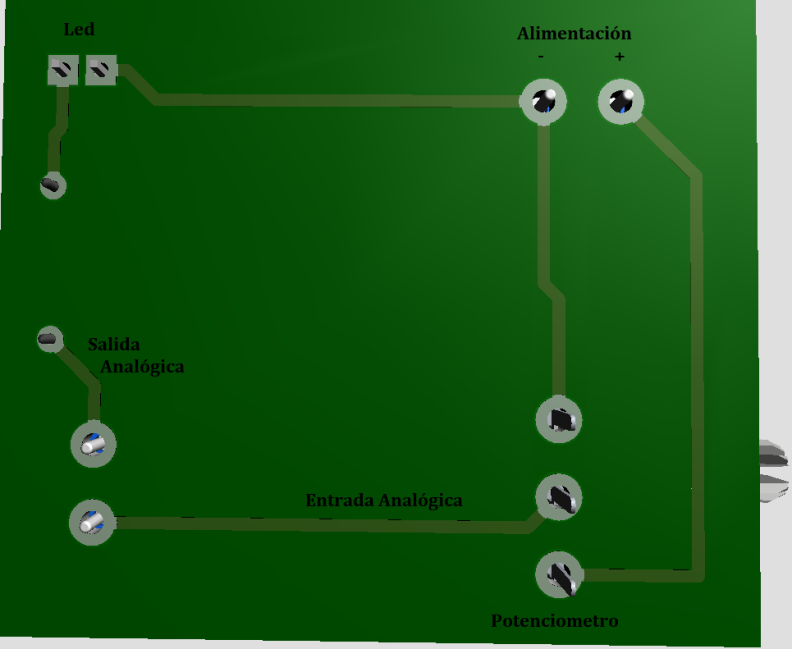 Led
Alimentación
- +
Salida
Analógica
Entrada Analógica
Potenciometro